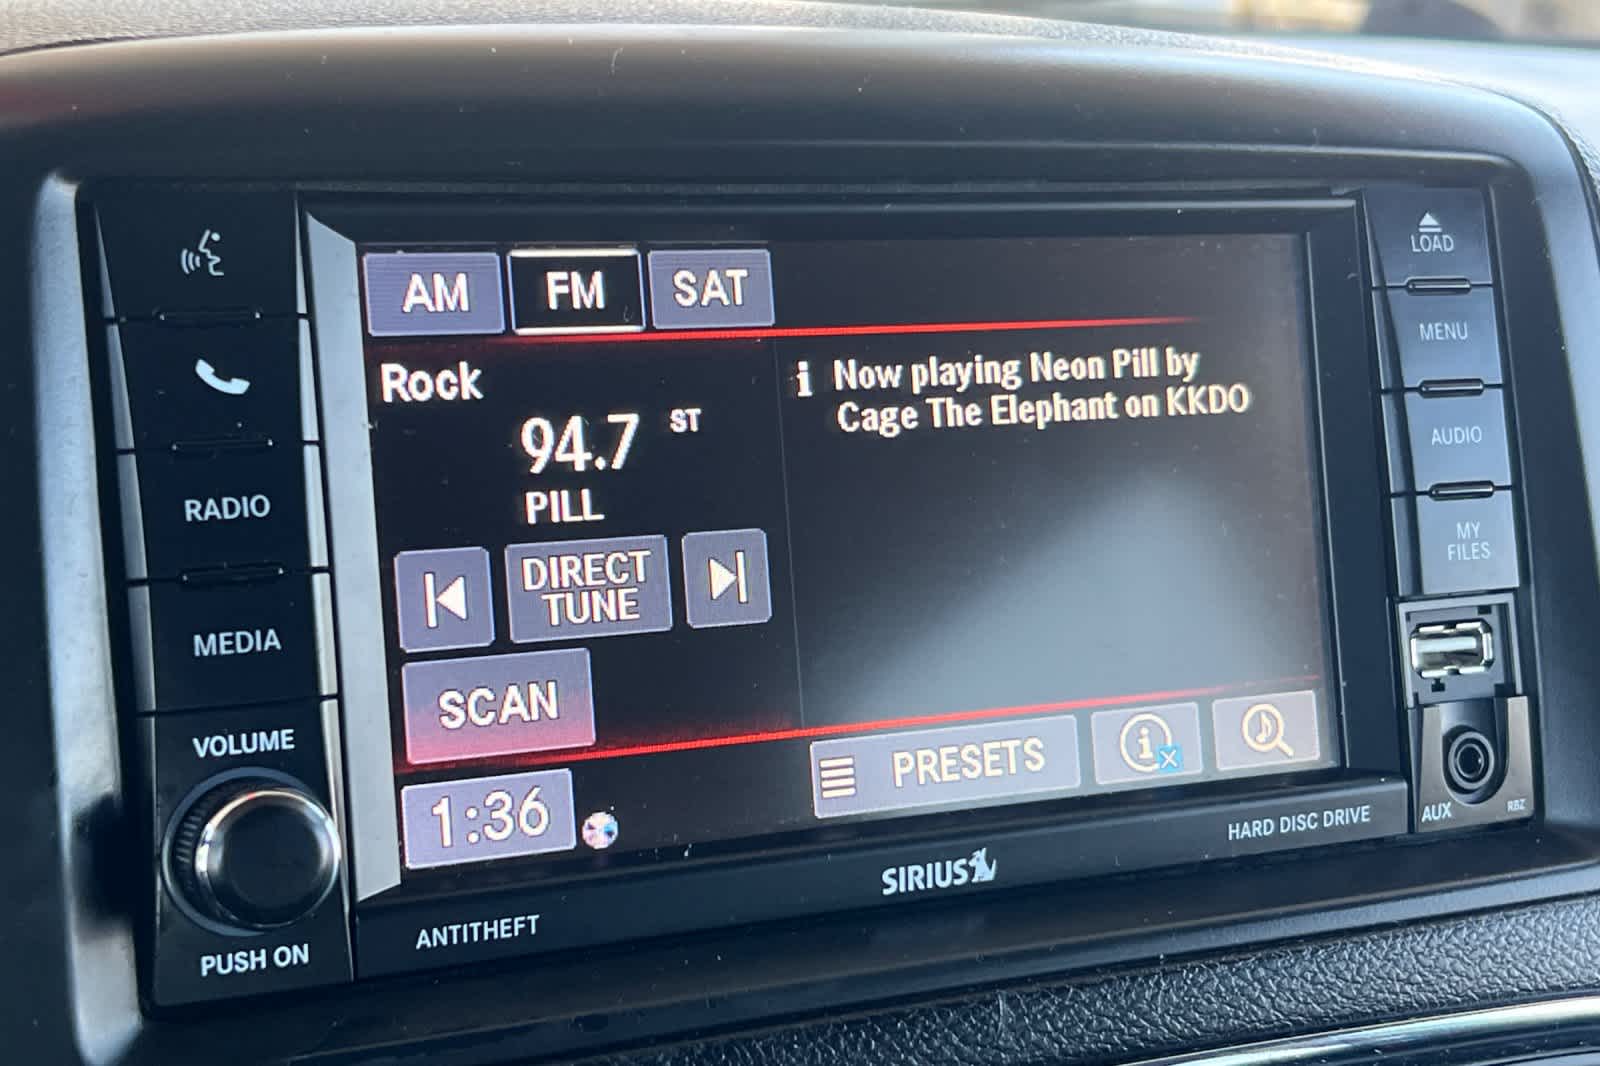 AM FM SAT
Rock
94.7 ST
PILL
DIRECT
TUNE
SCAN
1:36
i Now playing Neon Pill by
Cage The Elephant on KKDO
PRESETS
i
RADIO
MEDIA
VOLUME
PUSH ON
ANTITHEFT
SIRIUS
HARD DISC DRIVE
LOAD
MENU
AUDIO
MY
FILES
AUX
RBZ